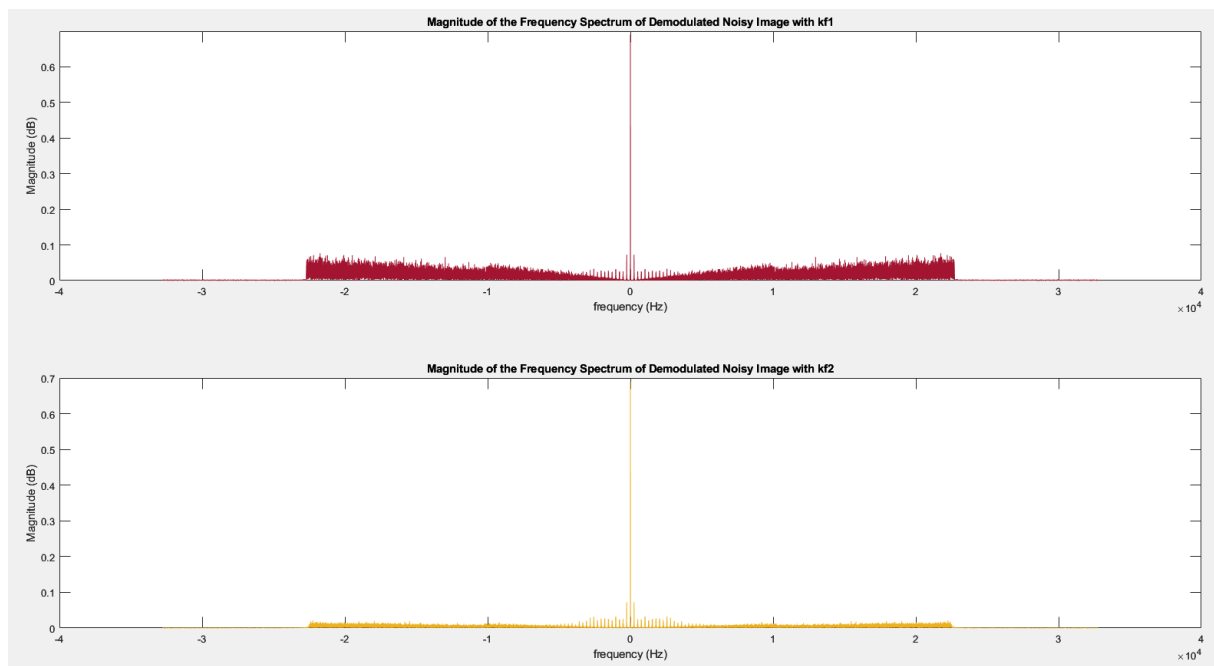 Magnitude of the Frequency Spectrum of Demodulated Noisy Image with kf1
Magnitude (dB)
0.6
0.5
0.4
0.3
0.2
0.1
0
-4 -3 -2 -1 0 1 2 3 4
frequency (Hz)
×10^4
Magnitude of the Frequency Spectrum of Demodulated Noisy Image with kf2
Magnitude (dB)
0.7
0.6
0.5
0.4
0.3
0.2
0.1
0
-4 -3 -2 -1 0 1 2 3 4
frequency (Hz)
×10^4